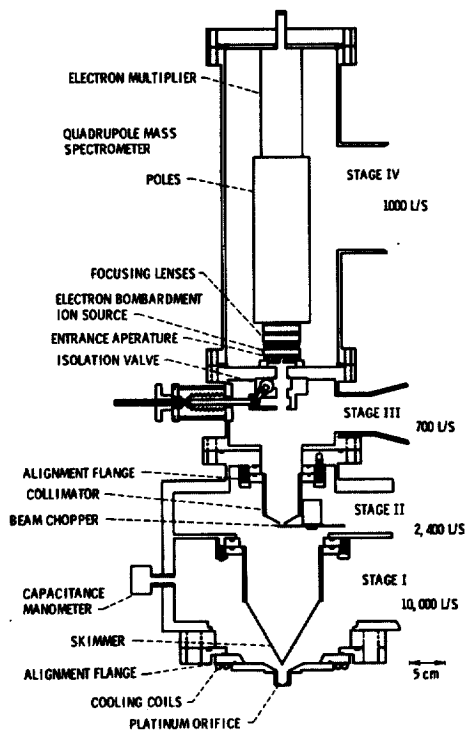 ELECTRON MULTIPLIER
QUADRUPOLE MASS
SPECTROMETER
POLES
STAGE IV
1000 L/S
FOCUSING LENSES
ELECTRON BOMBARDMENT
ION SOURCE
ENTRANCE APERATURE
ISOLATION VALVE
STAGE III
700 L/S
ALIGNMENT FLANGE
COLLIMATOR
BEAM CHOPPER
STAGE II
2,400 L/S
STAGE I
CAPACITANCE
MANOMETER
10,000 L/S
SKIMMER
ALIGNMENT FLANGE
5 cm
COOLING COILS
PLATINUM ORIFICE